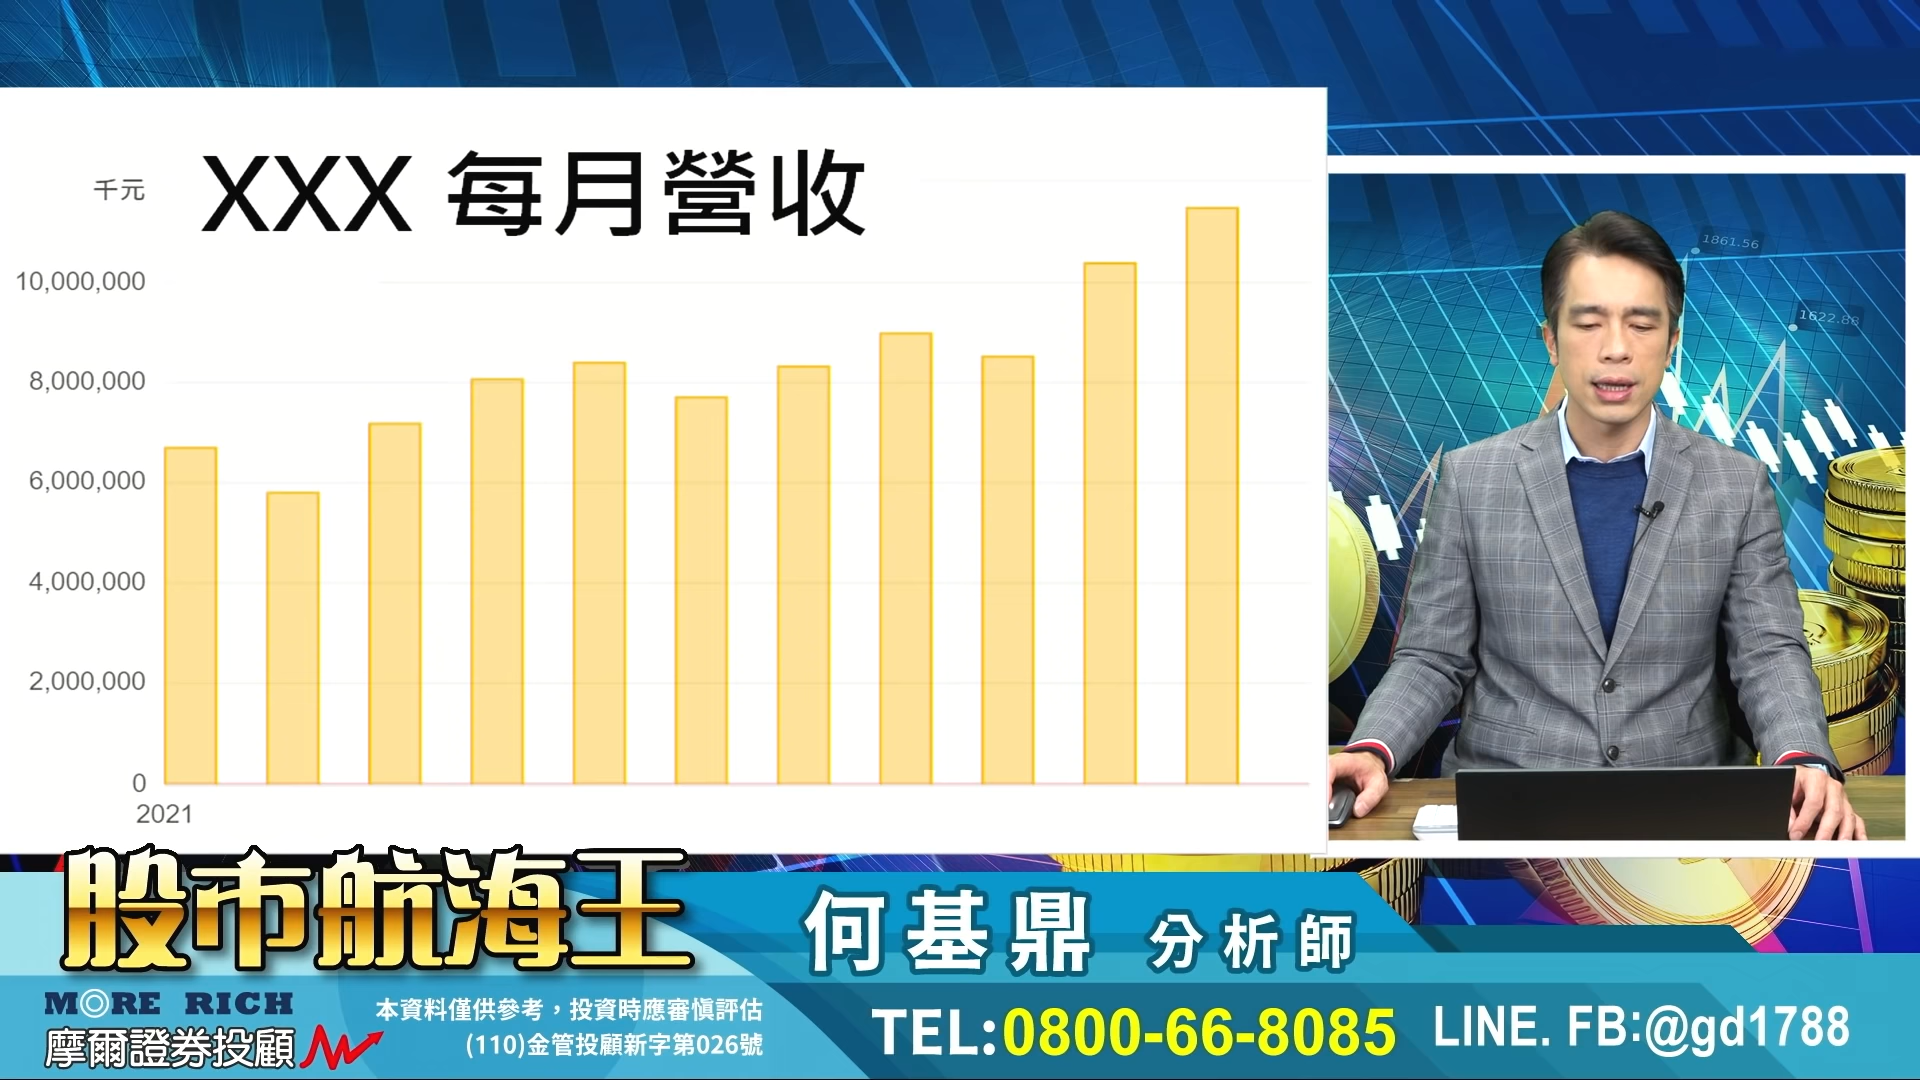 千元
XXX 每月營收
10,000,000
8,000,000
6,000,000
4,000,000
2,000,000
0
2021
1861.56
1622.88
股市航海王
何基鼎 分析師
MORE RICH
摩爾證券投顧
本資料僅供參考，投資時應審慎評估
(110)金管投顧新字第026號
TEL:0800-66-8085
LINE. FB:@gd1788